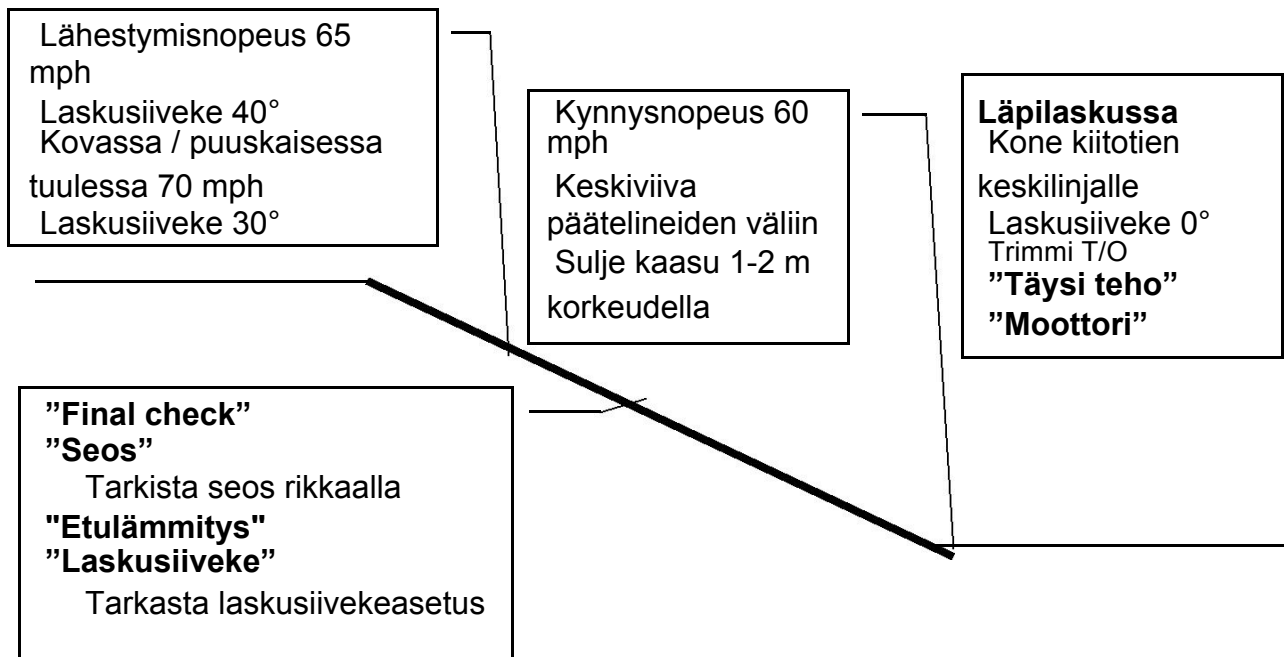 Lähestymisnopeus 65
mph
Laskusiiveke 40°
Kovassa / puuskaisessa
tuulessa 70 mph
Laskusiiveke 30°
Kynnysnopeus 60
mph
Keskiviiva
päätelineiden väliin
Sulje kaasu 1-2 m
korkeudella
Läpilaskussa
Kone kiitotien
keskilinjalle
Laskusiiveke 0°
Trimmi T/O
”Täysi teho”
”Moottori”
”Final check”
”Seos”
Tarkista seos rikkaalla
"Etulämmitys"
”Laskusiiveke”
Tarkasta laskusiivekeasetus